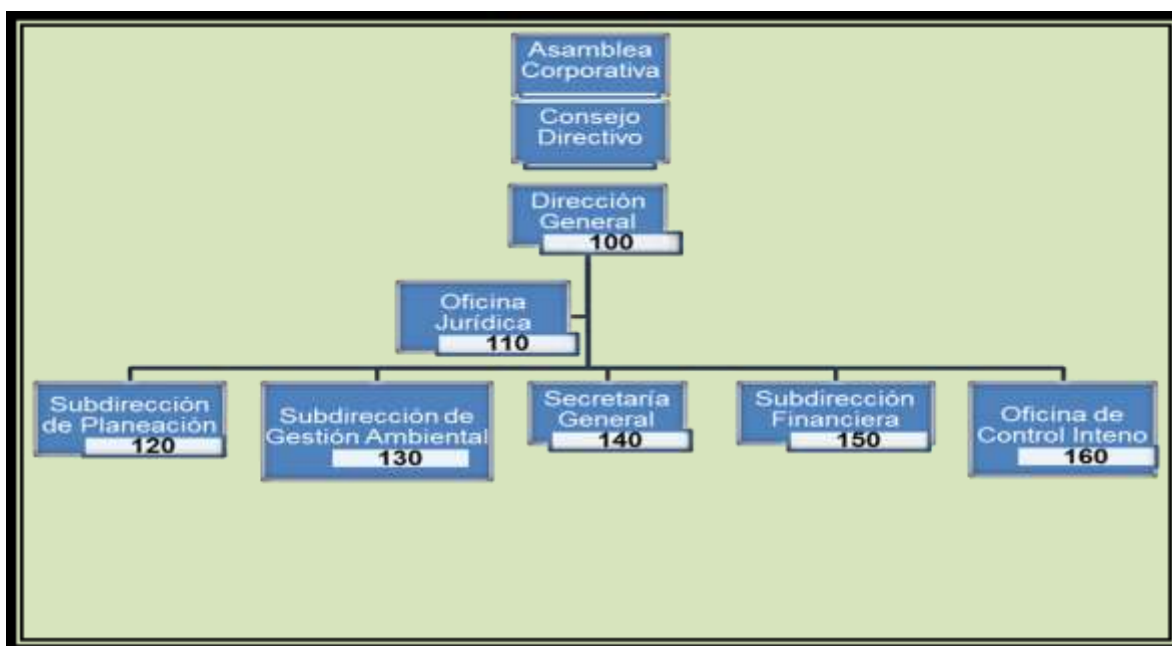 Asamblea
Corporativa
Consejo
Directivo
Dirección
General
100
Oficina
Jurídica
110
Subdirección
de Planeación
120
Subdirección de
Gestión Ambiental
130
Secretaría
General
140
Subdirección
Financiera
150
Oficina de
Control Inteno
160